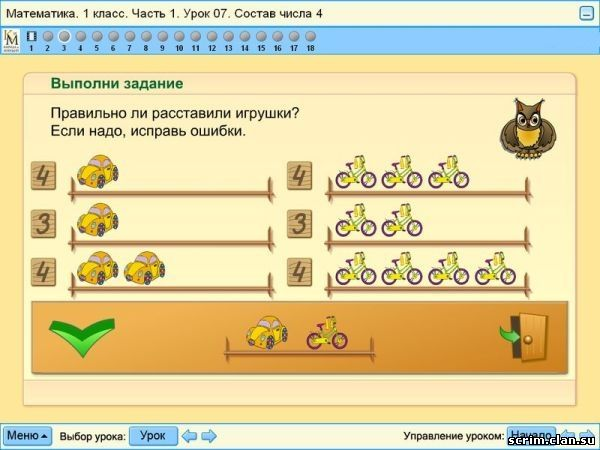 Математика. 1 класс. Часть 1. Урок 07. Состав числа 4
КМ
1 2 3 4 5 6 7 8 9 10 11 12 13 14 15 16 17 18
Выполни задание
Правильно ли расставили игрушки?
Если надо, исправь ошибки.
4 4
3 3
4 4
Меню Выбор урока: Урок Управление уроком: Начало
scrim.clan.su